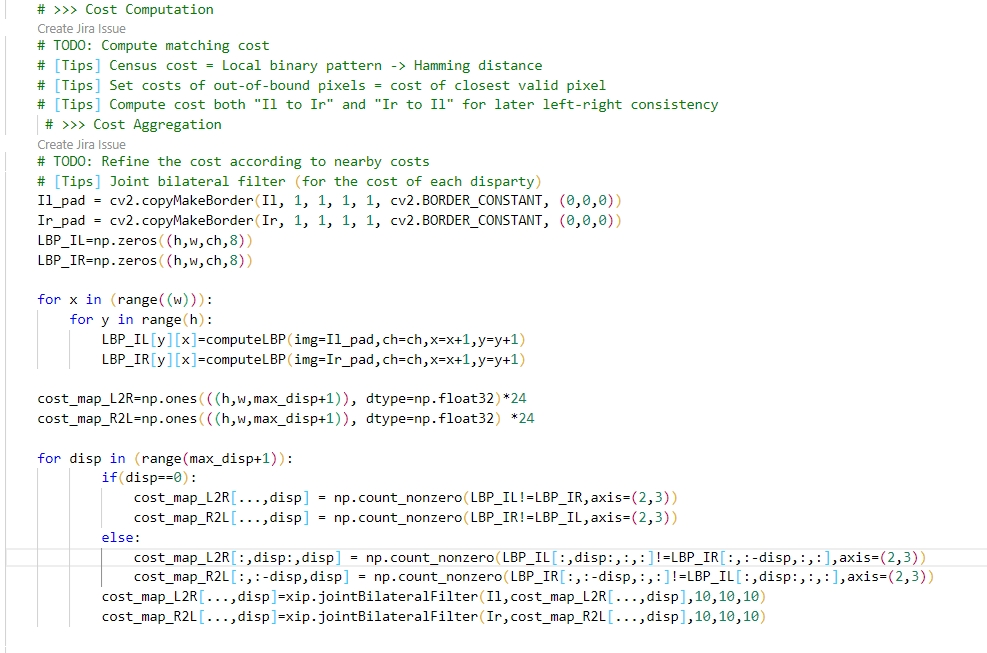 # >>> Cost Computation
Create Jira Issue
# TODO: Compute matching cost
# [Tips] Census cost = Local binary pattern -> Hamming distance
# [Tips] Set costs of out-of-bound pixels = cost of closest valid pixel
# [Tips] Compute cost both "Il to Ir" and "Ir to Il" for later left-right consistency
# >>> Cost Aggregation
Create Jira Issue
# TODO: Refine the cost according to nearby costs
# [Tips] Joint bilateral filter (for the cost of each disparty)
Il_pad = cv2.copyMakeBorder(Il, 1, 1, 1, 1, cv2.BORDER_CONSTANT, (0,0,0))
Ir_pad = cv2.copyMakeBorder(Ir, 1, 1, 1, 1, cv2.BORDER_CONSTANT, (0,0,0))
LBP_IL=np.zeros((h,w,ch,8))
LBP_IR=np.zeros((h,w,ch,8))
for x in (range((w))):
    for y in range(h):
        LBP_IL[y][x]=computeLBP(img=Il_pad,ch=ch,x=x+1,y=y+1)
        LBP_IR[y][x]=computeLBP(img=Ir_pad,ch=ch,x=x+1,y=y+1)
cost_map_L2R=np.ones(((h,w,max_disp+1)), dtype=np.float32)*24
cost_map_R2L=np.ones(((h,w,max_disp+1)), dtype=np.float32) *24
for disp in (range(max_disp+1)):
        if(disp==0):
            cost_map_L2R[...,disp] = np.count_nonzero(LBP_IL!=LBP_IR,axis=(2,3))
            cost_map_R2L[...,disp] = np.count_nonzero(LBP_IR!=LBP_IL,axis=(2,3))
        else:
            cost_map_L2R[:,disp:,disp] = np.count_nonzero(LBP_IL[:,disp:,:,:]!=LBP_IR[:,:-disp,:,:],axis=(2,3))
            cost_map_R2L[:,:-disp,disp] = np.count_nonzero(LBP_IR[:,:-disp,:,:]!=LBP_IL[:,disp:,:,:],axis=(2,3))
        cost_map_L2R[...,disp]=xip.jointBilateralFilter(Il,cost_map_L2R[...,disp],10,10,10)
        cost_map_R2L[...,disp]=xip.jointBilateralFilter(Ir,cost_map_R2L[...,disp],10,10,10)